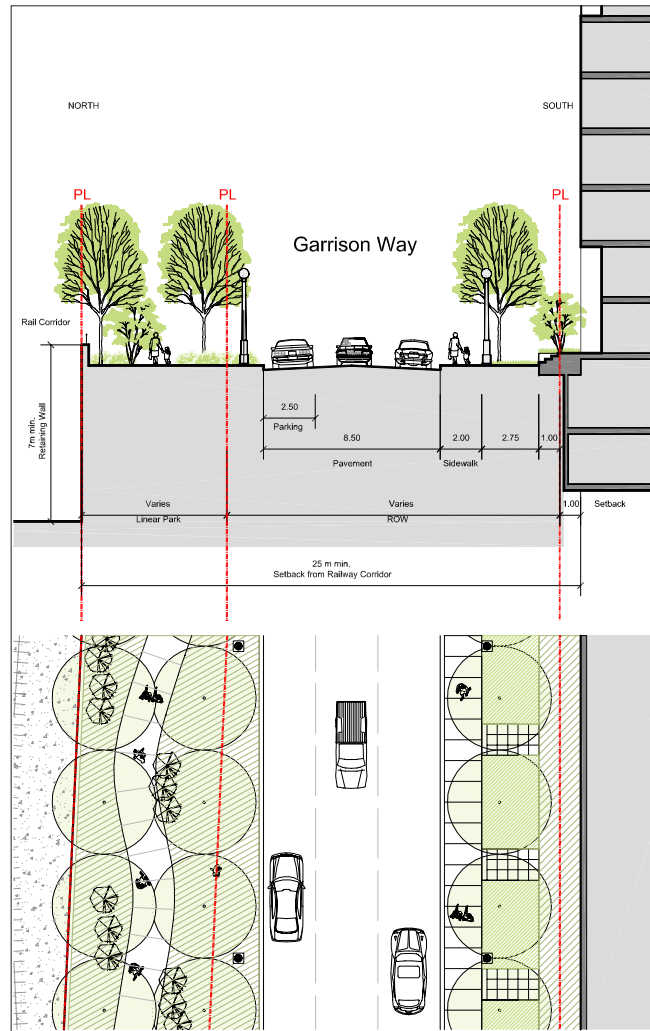 NORTH
SOUTH
PL
PL
PL
Garrison Way
Rail Corridor
7m min.
Retaining Wall
2.50
Parking
8.50
2.00
2.75
1.00
Pavement
Sidewalk
Varies
Varies
1.00
Setback
Linear Park
ROW
25 m min.
Setback from Railway Corridor